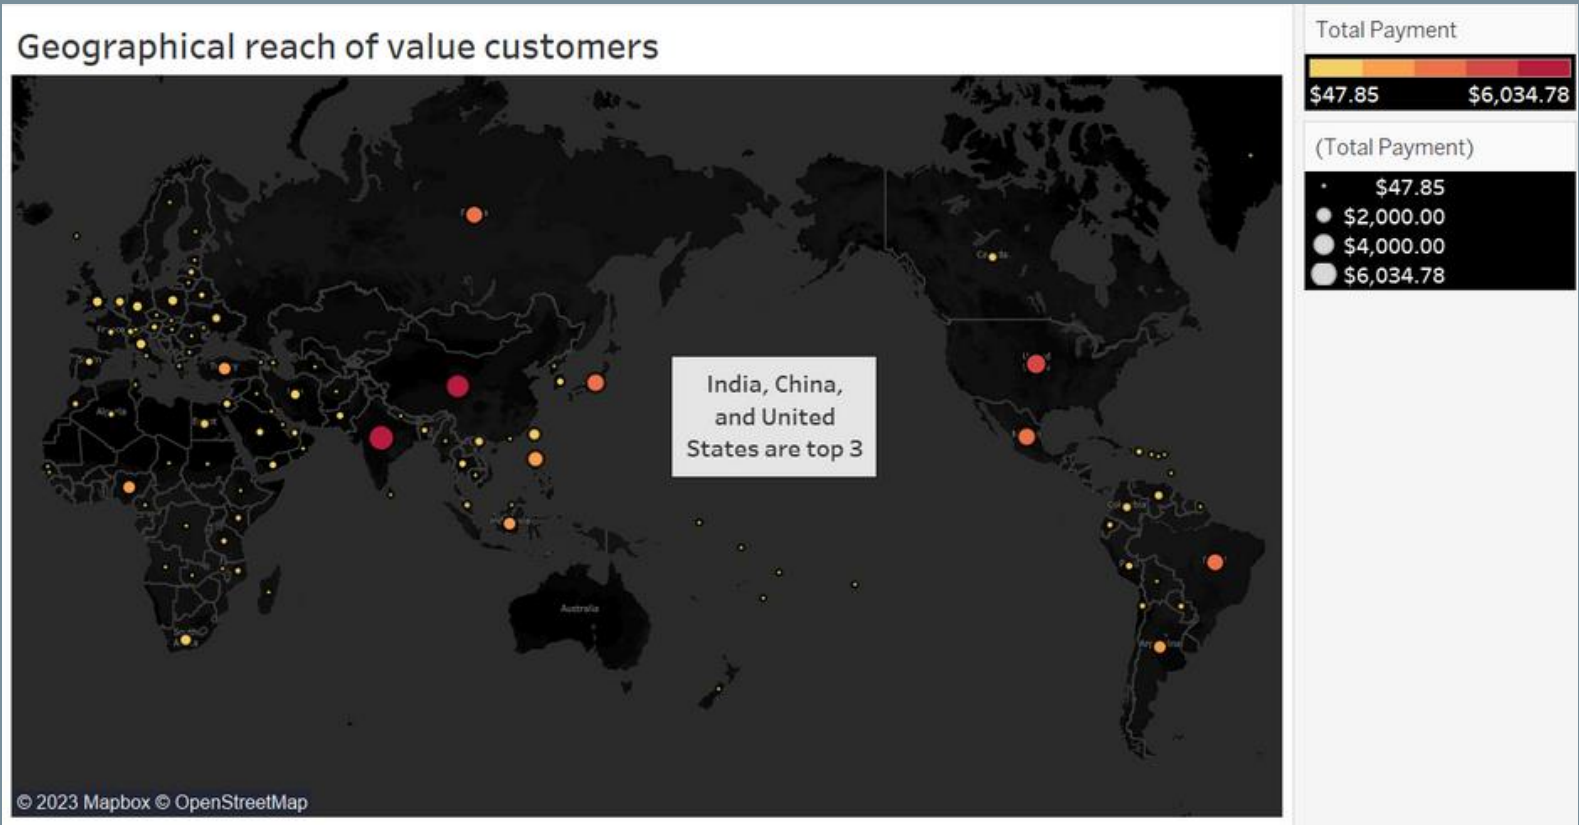 Geographical reach of value customers
Total Payment
$47.85 $6,034.78
(Total Payment)
$47.85
$2,000.00
$4,000.00
$6,034.78
India, China,
and United
States are top 3
Australia
© 2023 Mapbox © OpenStreetMap